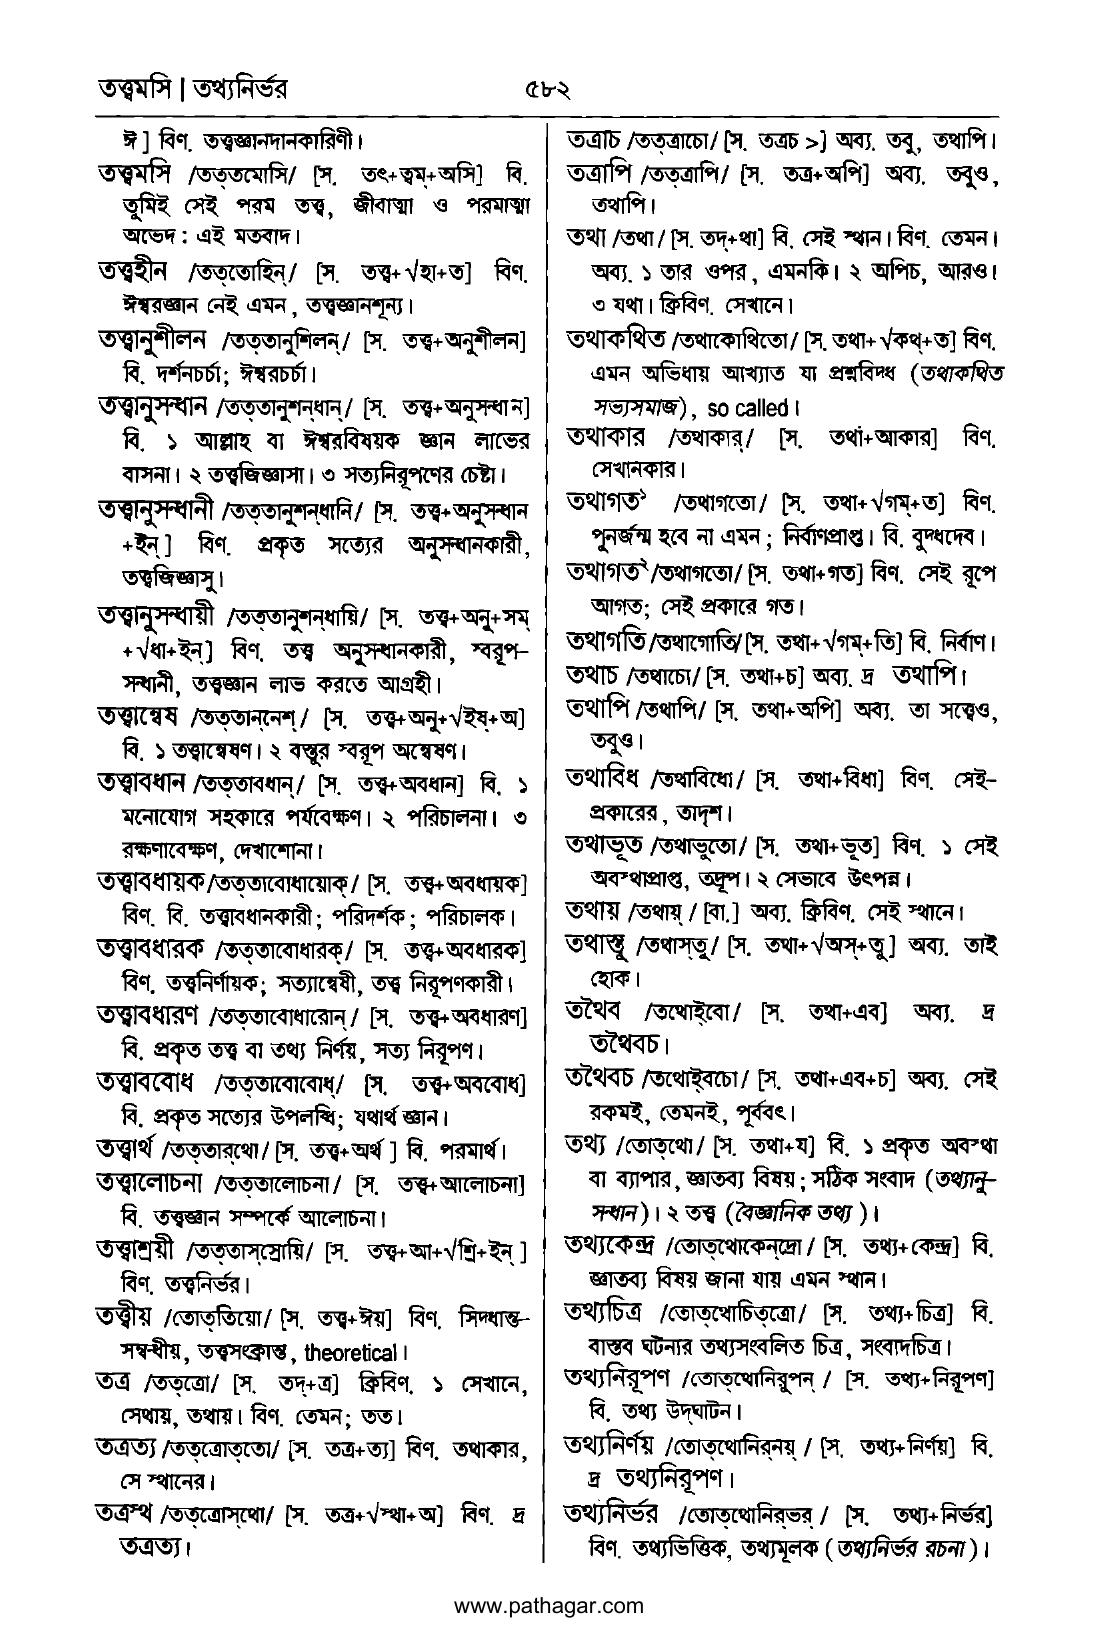 তত্ত্বমসি | তথ্যনির্ভর
৫৮২
ঈ ] বিণ. তত্ত্বজ্ঞানদানকারিণী।
তত্ত্বমসি /তত্‌তমোসি/ [স. তৎ+ত্বম্+অসি] বি.
তুমিই সেই পরম তত্ত্ব, জীবাত্মা ও পরমাত্মা
অভেদ : এই মতবাদ।
তত্ত্বহীন /তত্‌তোহিন্/ [স. তত্ত্ব+√হা+ত] বিণ.
ঈশ্বরজ্ঞান নেই এমন, তত্ত্বজ্ঞানশূন্য।
তত্ত্বানুশীলন /তত্‌তানুশিলন্/ [স. তত্ত্ব+অনুশীলন]
বি. দর্শনচর্চা; ঈশ্বরচর্চা।
তত্ত্বানুসন্ধান /তত্‌তানুশন্‌ধান্/ [স. তত্ত্ব+অনুসন্ধান]
বি. ১ আল্লাহ বা ঈশ্বরবিষয়ক জ্ঞান লাভের
বাসনা। ২ তত্ত্বজিজ্ঞাসা। ৩ সত্যনিরূপণের চেষ্টা।
তত্ত্বানুসন্ধানী /তত্‌তানুশন্‌ধানি/ [স. তত্ত্ব+অনুসন্ধান
+ইন্ ] বিণ. প্রকৃত সত্যের অনুসন্ধানকারী,
তত্ত্বজিজ্ঞাসু।
তত্ত্বানুসন্ধায়ী /তত্‌তানুশন্‌ধায়ি/ [স. তত্ত্ব+অনু+সম্
+√ধা+ইন্] বিণ. তত্ত্ব অনুসন্ধানকারী, স্বরূপ-
সন্ধানী, তত্ত্বজ্ঞান লাভ করতে আগ্রহী।
তত্ত্বান্বেষ /তত্‌তান্‌নেশ্/ [স. তত্ত্ব+অনু+√ইষ্+অ]
বি. ১ তত্ত্বান্বেষণ। ২ বস্তুর স্বরূপ অন্বেষণ।
তত্ত্বাবধান /তত্‌তাবধান্/ [স. তত্ত্ব+অবধান] বি. ১
মনোযোগ সহকারে পর্যবেক্ষণ। ২ পরিচালনা। ৩
রক্ষণাবেক্ষণ, দেখাশোনা।
তত্ত্বাবধায়ক/তত্‌তাবোধায়োক্/ [স. তত্ত্ব+অবধায়ক]
বিণ. বি. তত্ত্বাবধানকারী; পরিদর্শক; পরিচালক।
তত্ত্বাবধারক /তত্‌তাবোধারক্/ [স. তত্ত্ব+অবধারক]
বিণ. তত্ত্বনির্ণায়ক; সত্যান্বেষী, তত্ত্ব নিরূপণকারী।
তত্ত্বাবধারণ /তত্‌তাবোধারোন্/ [স. তত্ত্ব+অবধারণ]
বি. প্রকৃত তত্ত্ব বা তথ্য নির্ণয়, সত্য নিরূপণ।
তত্ত্বাববোধ /তত্‌তাবোবোধ্/ [স. তত্ত্ব+অববোধ]
বি. প্রকৃত সত্যের উপলব্ধি; যথার্থ জ্ঞান।
তত্ত্বার্থ /তত্‌তার্‌থো/ [স. তত্ত্ব+অর্থ ] বি. পরমার্থ।
তত্ত্বালোচনা /তত্‌তালোচনা/ [স. তত্ত্ব+আলোচনা]
বি. তত্ত্বজ্ঞান সম্পর্কে আলোচনা।
তত্ত্বাশ্রয়ী /তত্‌তাস্‌স্রোয়ি/ [স. তত্ত্ব+আ+√শ্রি+ইন্ ]
বিণ. তত্ত্বনির্ভর।
তত্ত্বীয় /তোত্‌তিয়ো/ [স. তত্ত্ব+ঈয়] বিণ. সিদ্ধান্ত-
সম্বন্ধীয়, তত্ত্বসংক্রান্ত, theoretical।
তত্র /তত্‌ত্রো/ [স. তদ্+ত্র] ক্রিবিণ. ১ সেখানে,
সেথায়, তথায়। বিণ. তেমন; তত।
তত্রত্য /তত্‌ত্রোত্‌তো/ [স. তত্র+ত্য] বিণ. তথাকার,
সে স্থানের।
তত্রস্থ /তত্‌ত্রোস্‌থো/ [স. তত্র+√স্থা+অ] বিণ. দ্র
তত্রত্য।
তত্রাচ /তত্‌ত্রাচো/ [স. তত্রচ >] অব্য. তবু, তথাপি।
তত্রাপি /তত্‌ত্রাপি/ [স. তত্র+অপি] অব্য. তবুও,
তথাপি।
তথা /তথা/ [স. তদ্+থা] বি. সেই স্থান। বিণ. তেমন।
অব্য. ১ তার ওপর, এমনকি। ২ অপিচ, আরও।
৩ যথা। ক্রিবিণ. সেখানে।
তথাকথিত /তথাকোথিতো/ [স. তথা+√কথ্+ত] বিণ.
এমন অভিধায় আখ্যাত যা প্রশ্নবিদ্ধ (তথাকথিত
সভ্যসমাজ), so called।
তথাকার /তথাকার্/ [স. তথা+আকার] বিণ.
সেখানকার।
তথাগত১ /তথাগতো/ [স. তথা+√গম্+ত] বিণ.
পুনর্জন্ম হবে না এমন; নির্বাণপ্রাপ্ত। বি. বুদ্ধদেব।
তথাগত২ /তথাগতো/ [স. তথা+গত] বিণ. সেই রূপে
আগত; সেই প্রকারে গত।
তথাগতি /তথাগোতি/ [স. তথা+√গম্+তি] বি. নির্বাণ।
তথাচ /তথাচো/ [স. তথা+চ] অব্য. দ্র তথাপি।
তথাপি /তথাপি/ [স. তথা+অপি] অব্য. তা সত্ত্বেও,
তবুও।
তথাবিধ /তথাবিধো/ [স. তথা+বিধা] বিণ. সেই-
প্রকারের, তাদৃশ।
তথাভূত /তথাভুতো/ [স. তথা+ভূত] বিণ. ১ সেই
অবস্থাপ্রাপ্ত, তদ্রূপ। ২ সেভাবে উৎপন্ন।
তথায় /তথায়্/ [বা.] অব্য. ক্রিবিণ. সেই স্থানে।
তথাস্তু /তথাস্‌তু/ [স. তথা+√অস্+তু] অব্য. তাই
হোক।
তথৈব /তথোই্‌বো/ [স. তথা+এব] অব্য. দ্র
তথৈবচ।
তথৈবচ /তথোই্‌বচো/ [স. তথা+এব+চ] অব্য. সেই
রকমই, তেমনই, পূর্ববৎ।
তথ্য /তোত্‌থো/ [স. তথা+য] বি. ১ প্রকৃত অবস্থা
বা ব্যাপার, জ্ঞাতব্য বিষয়; সঠিক সংবাদ (তথ্যানু-
সন্ধান)। ২ তত্ত্ব (বৈজ্ঞানিক তথ্য )।
তথ্যকেন্দ্র /তোত্‌থোকেন্‌দ্রো/ [স. তথ্য+কেন্দ্র] বি.
জ্ঞাতব্য বিষয় জানা যায় এমন স্থান।
তথ্যচিত্র /তোত্‌থোচিত্‌ত্রো/ [স. তথ্য+চিত্র] বি.
বাস্তব ঘটনার তথ্যসংবলিত চিত্র, সংবাদচিত্র।
তথ্যনিরূপণ /তোত্‌থোনিরুপন্ / [স. তথ্য+নিরূপণ]
বি. তথ্য উদ্‌ঘাটন।
তথ্যনির্ণয় /তোত্‌থোনির্‌নয়্ / [স. তথ্য+নির্ণয়] বি.
দ্র তথ্যনিরূপণ।
তথ্যনির্ভর /তোত্‌থোনির্‌ভর্ / [স. তথ্য+নির্ভর]
বিণ. তথ্যভিত্তিক, তথ্যমূলক (তথ্যনির্ভর রচনা)।
www.pathagar.com